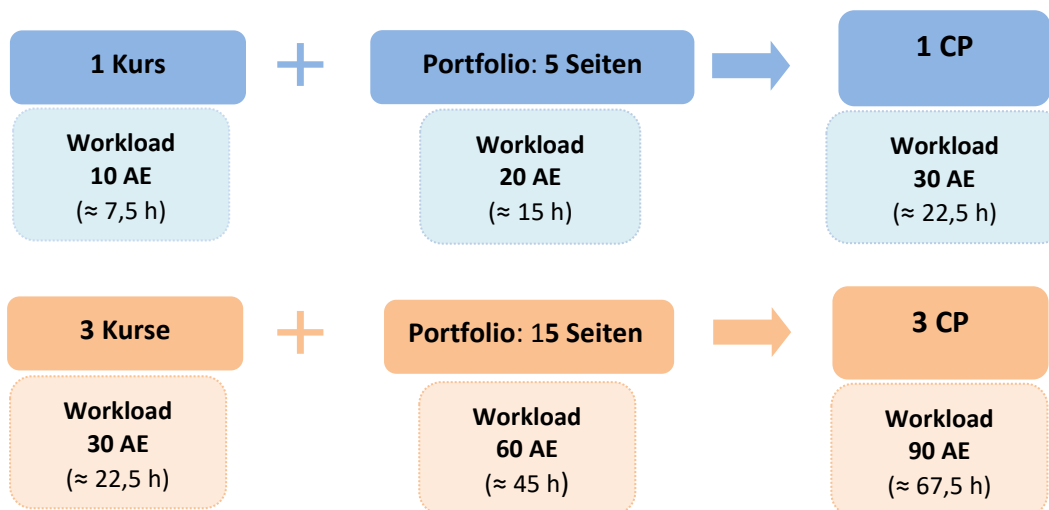 1 Kurs
+
Portfolio: 5 Seiten
1 CP
Workload
10 AE
(≈ 7,5 h)
Workload
20 AE
(≈ 15 h)
Workload
30 AE
(≈ 22,5 h)
3 Kurse
+
Portfolio: 15 Seiten
3 CP
Workload
30 AE
(≈ 22,5 h)
Workload
60 AE
(≈ 45 h)
Workload
90 AE
(≈ 67,5 h)